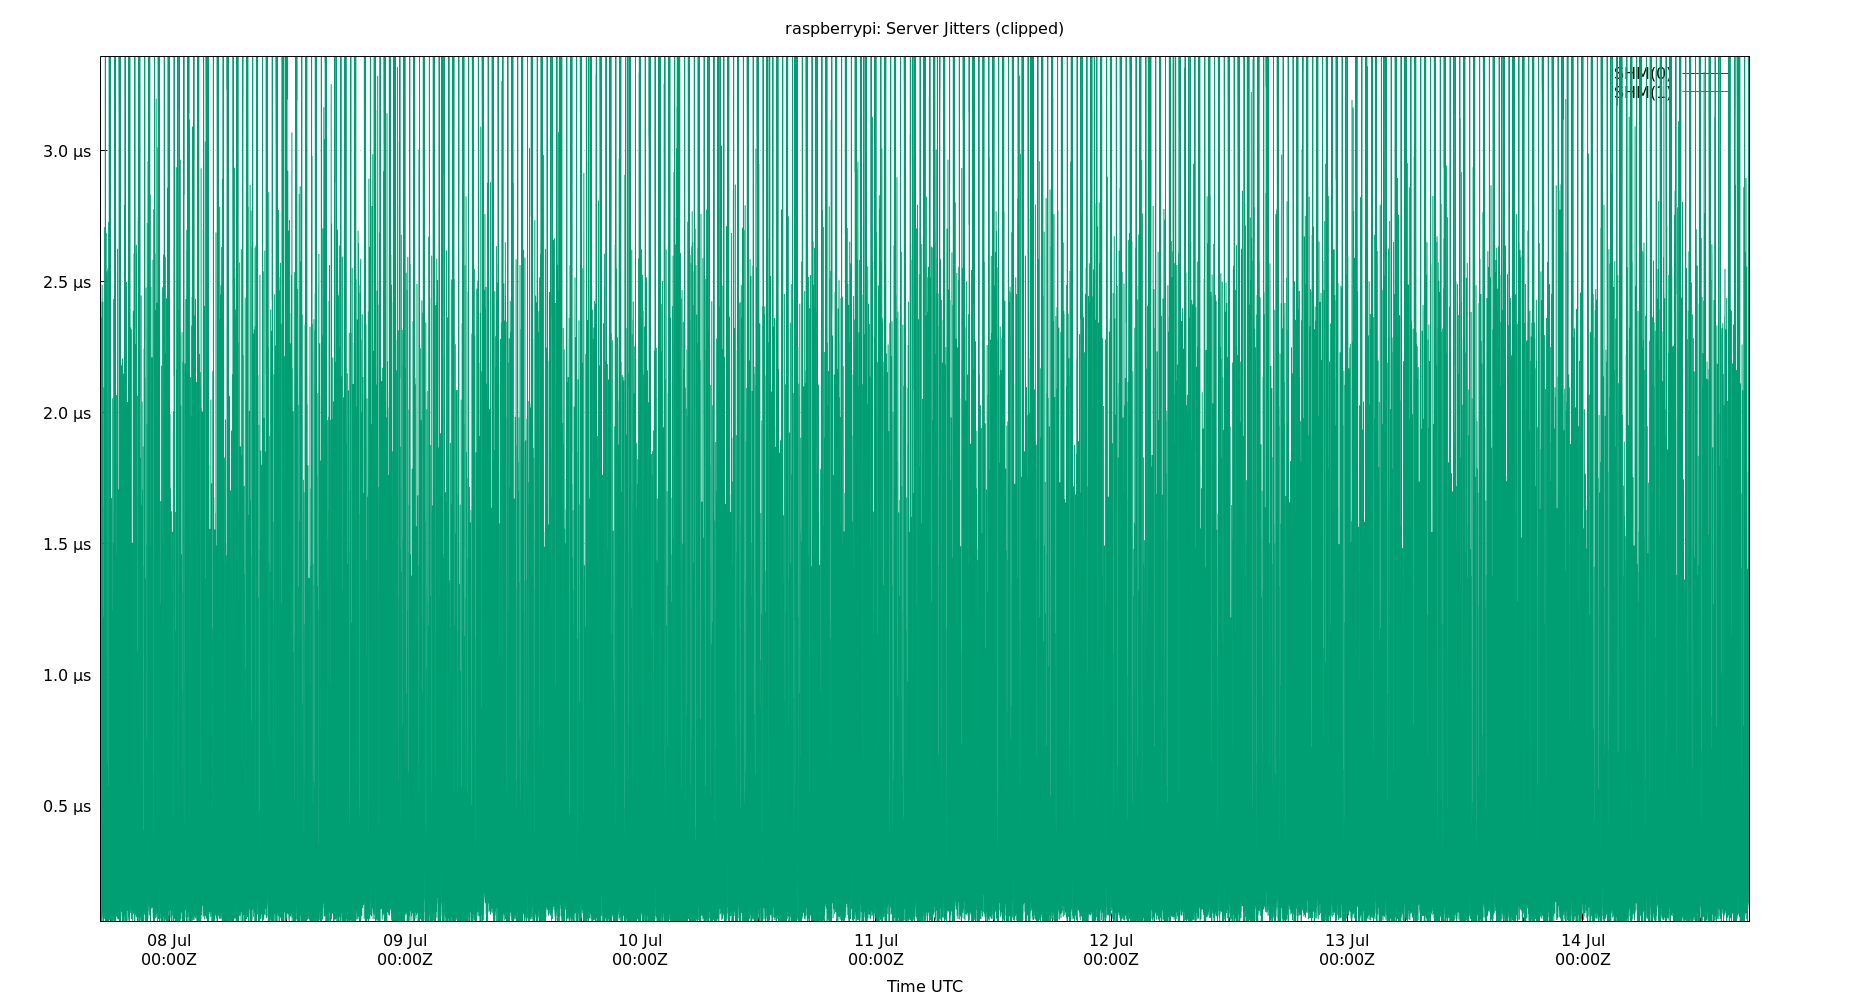 raspberrypi: Server Jitters (clipped)
SHM(0)
SHM(1)
3.0 µs
2.5 µs
2.0 µs
1.5 µs
1.0 µs
0.5 µs
08 Jul 09 Jul 10 Jul 11 Jul 12 Jul 13 Jul 14 Jul
00:00Z 00:00Z 00:00Z 00:00Z 00:00Z 00:00Z 00:00Z
Time UTC